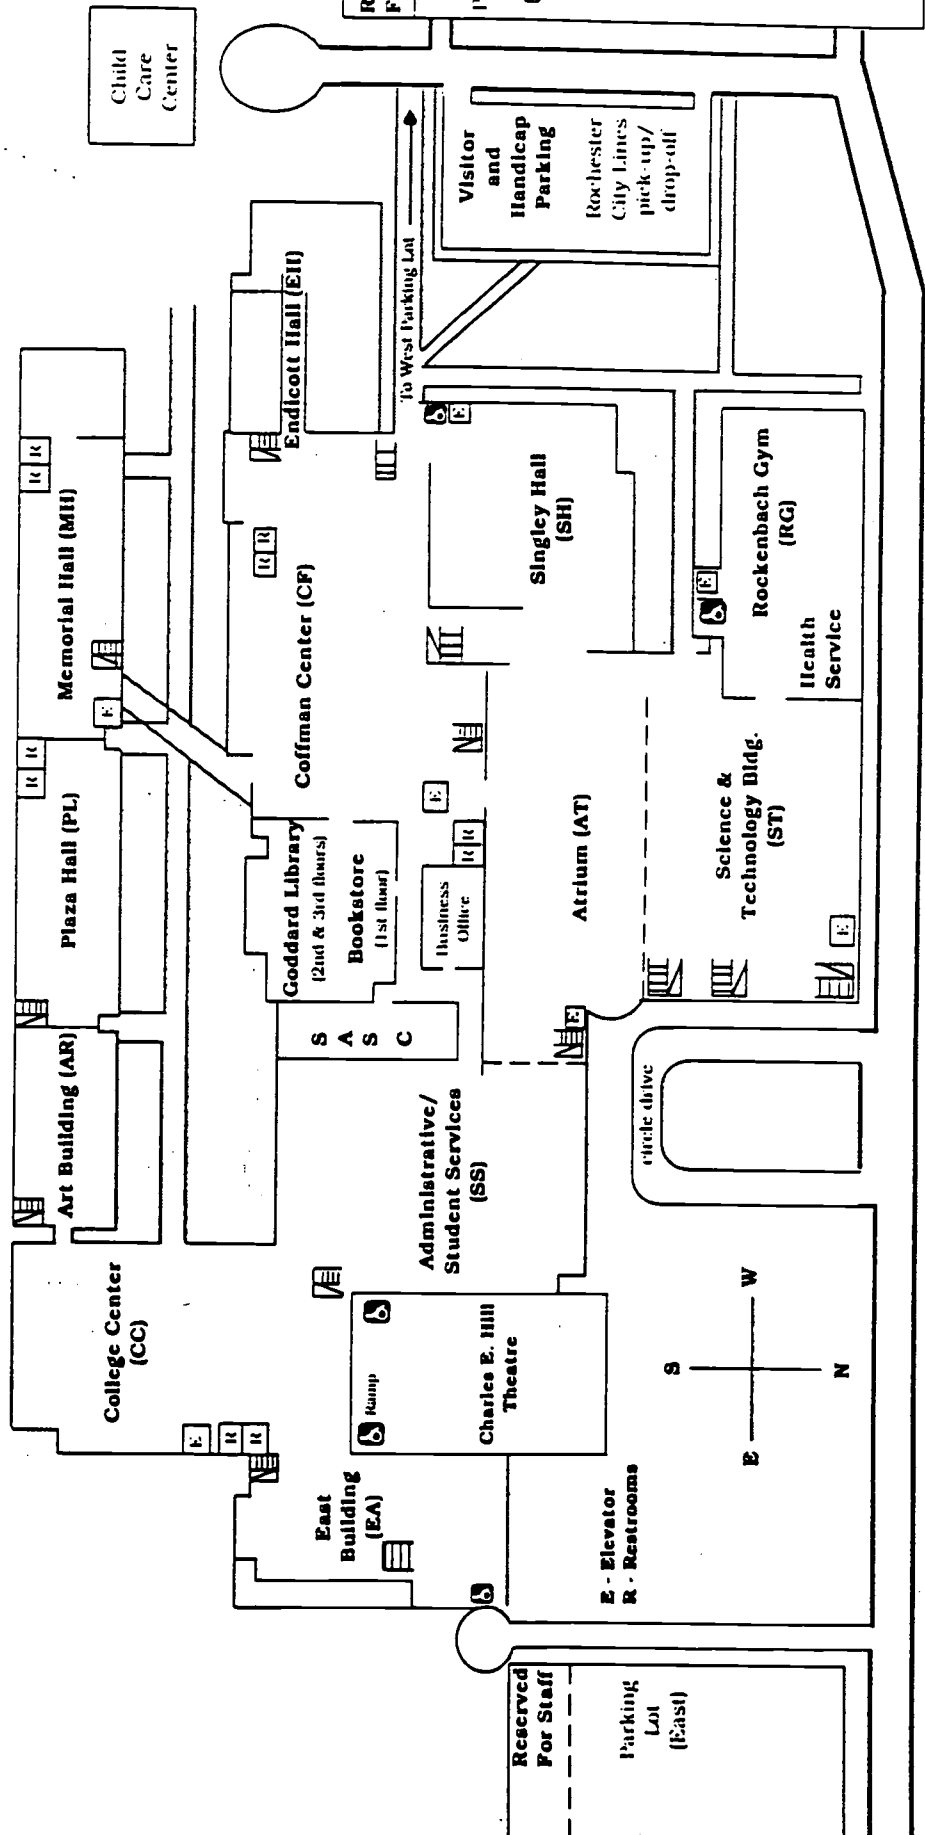 Child
Care
Center
R
F
Visitor
and
Handicap
Parking
Rochester
City Lines
pick-up/
drop-off
To West Parking Lot
Endicott Hall (EH)
Memorial Hall (MH)
R R
R R
E
Plaza Hall (PL)
R R
Art Building (AR)
College Center
(CC)
E
R
R
Coffman Center (CF)
R R
E
R R
Goddard Library
(2nd & 3rd floors)
Bookstore
(1st floor)
Business
Office
S
A
S
C
Singley Hall
(SH)
E
Rockenbach Gym
(RG)
E
Health
Service
Atrium (AT)
Science &
Technology Bldg.
(ST)
E
E
Administrative/
Student Services
(SS)
circle drive
Ramp
Charles E. Hill
Theatre
East
Building
(EA)
S
E W
N
E - Elevator
R - Restrooms
Reserved
For Staff
Parking
Lot
(East)